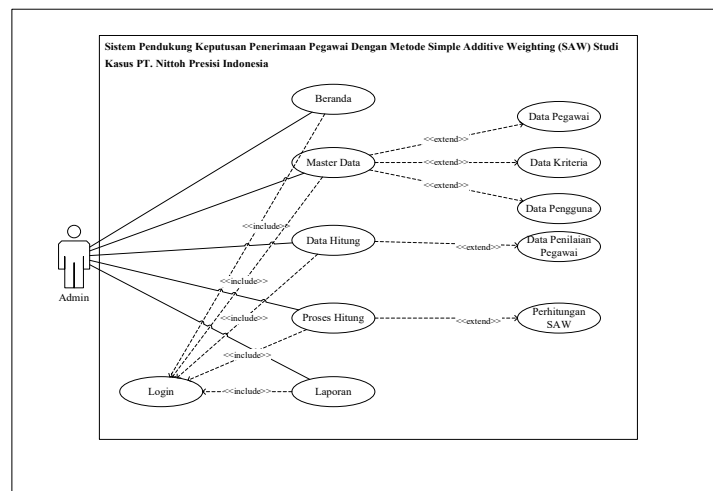 Sistem Pendukung Keputusan Penerimaan Pegawai Dengan Metode Simple Additive Weighting (SAW) Studi
Kasus PT. Nittoh Presisi Indonesia
Beranda
Data Pegawai
<<extend>>
Master Data
<<extend>>
Data Kriteria
<<extend>>
Data Pengguna
<<include>>
Data Hitung
<<extend>>
Data Penilaian
Pegawai
<<include>>
Admin
<<include>>
Proses Hitung
<<extend>>
Perhitungan
SAW
<<include>>
Login
<<include>>
Laporan